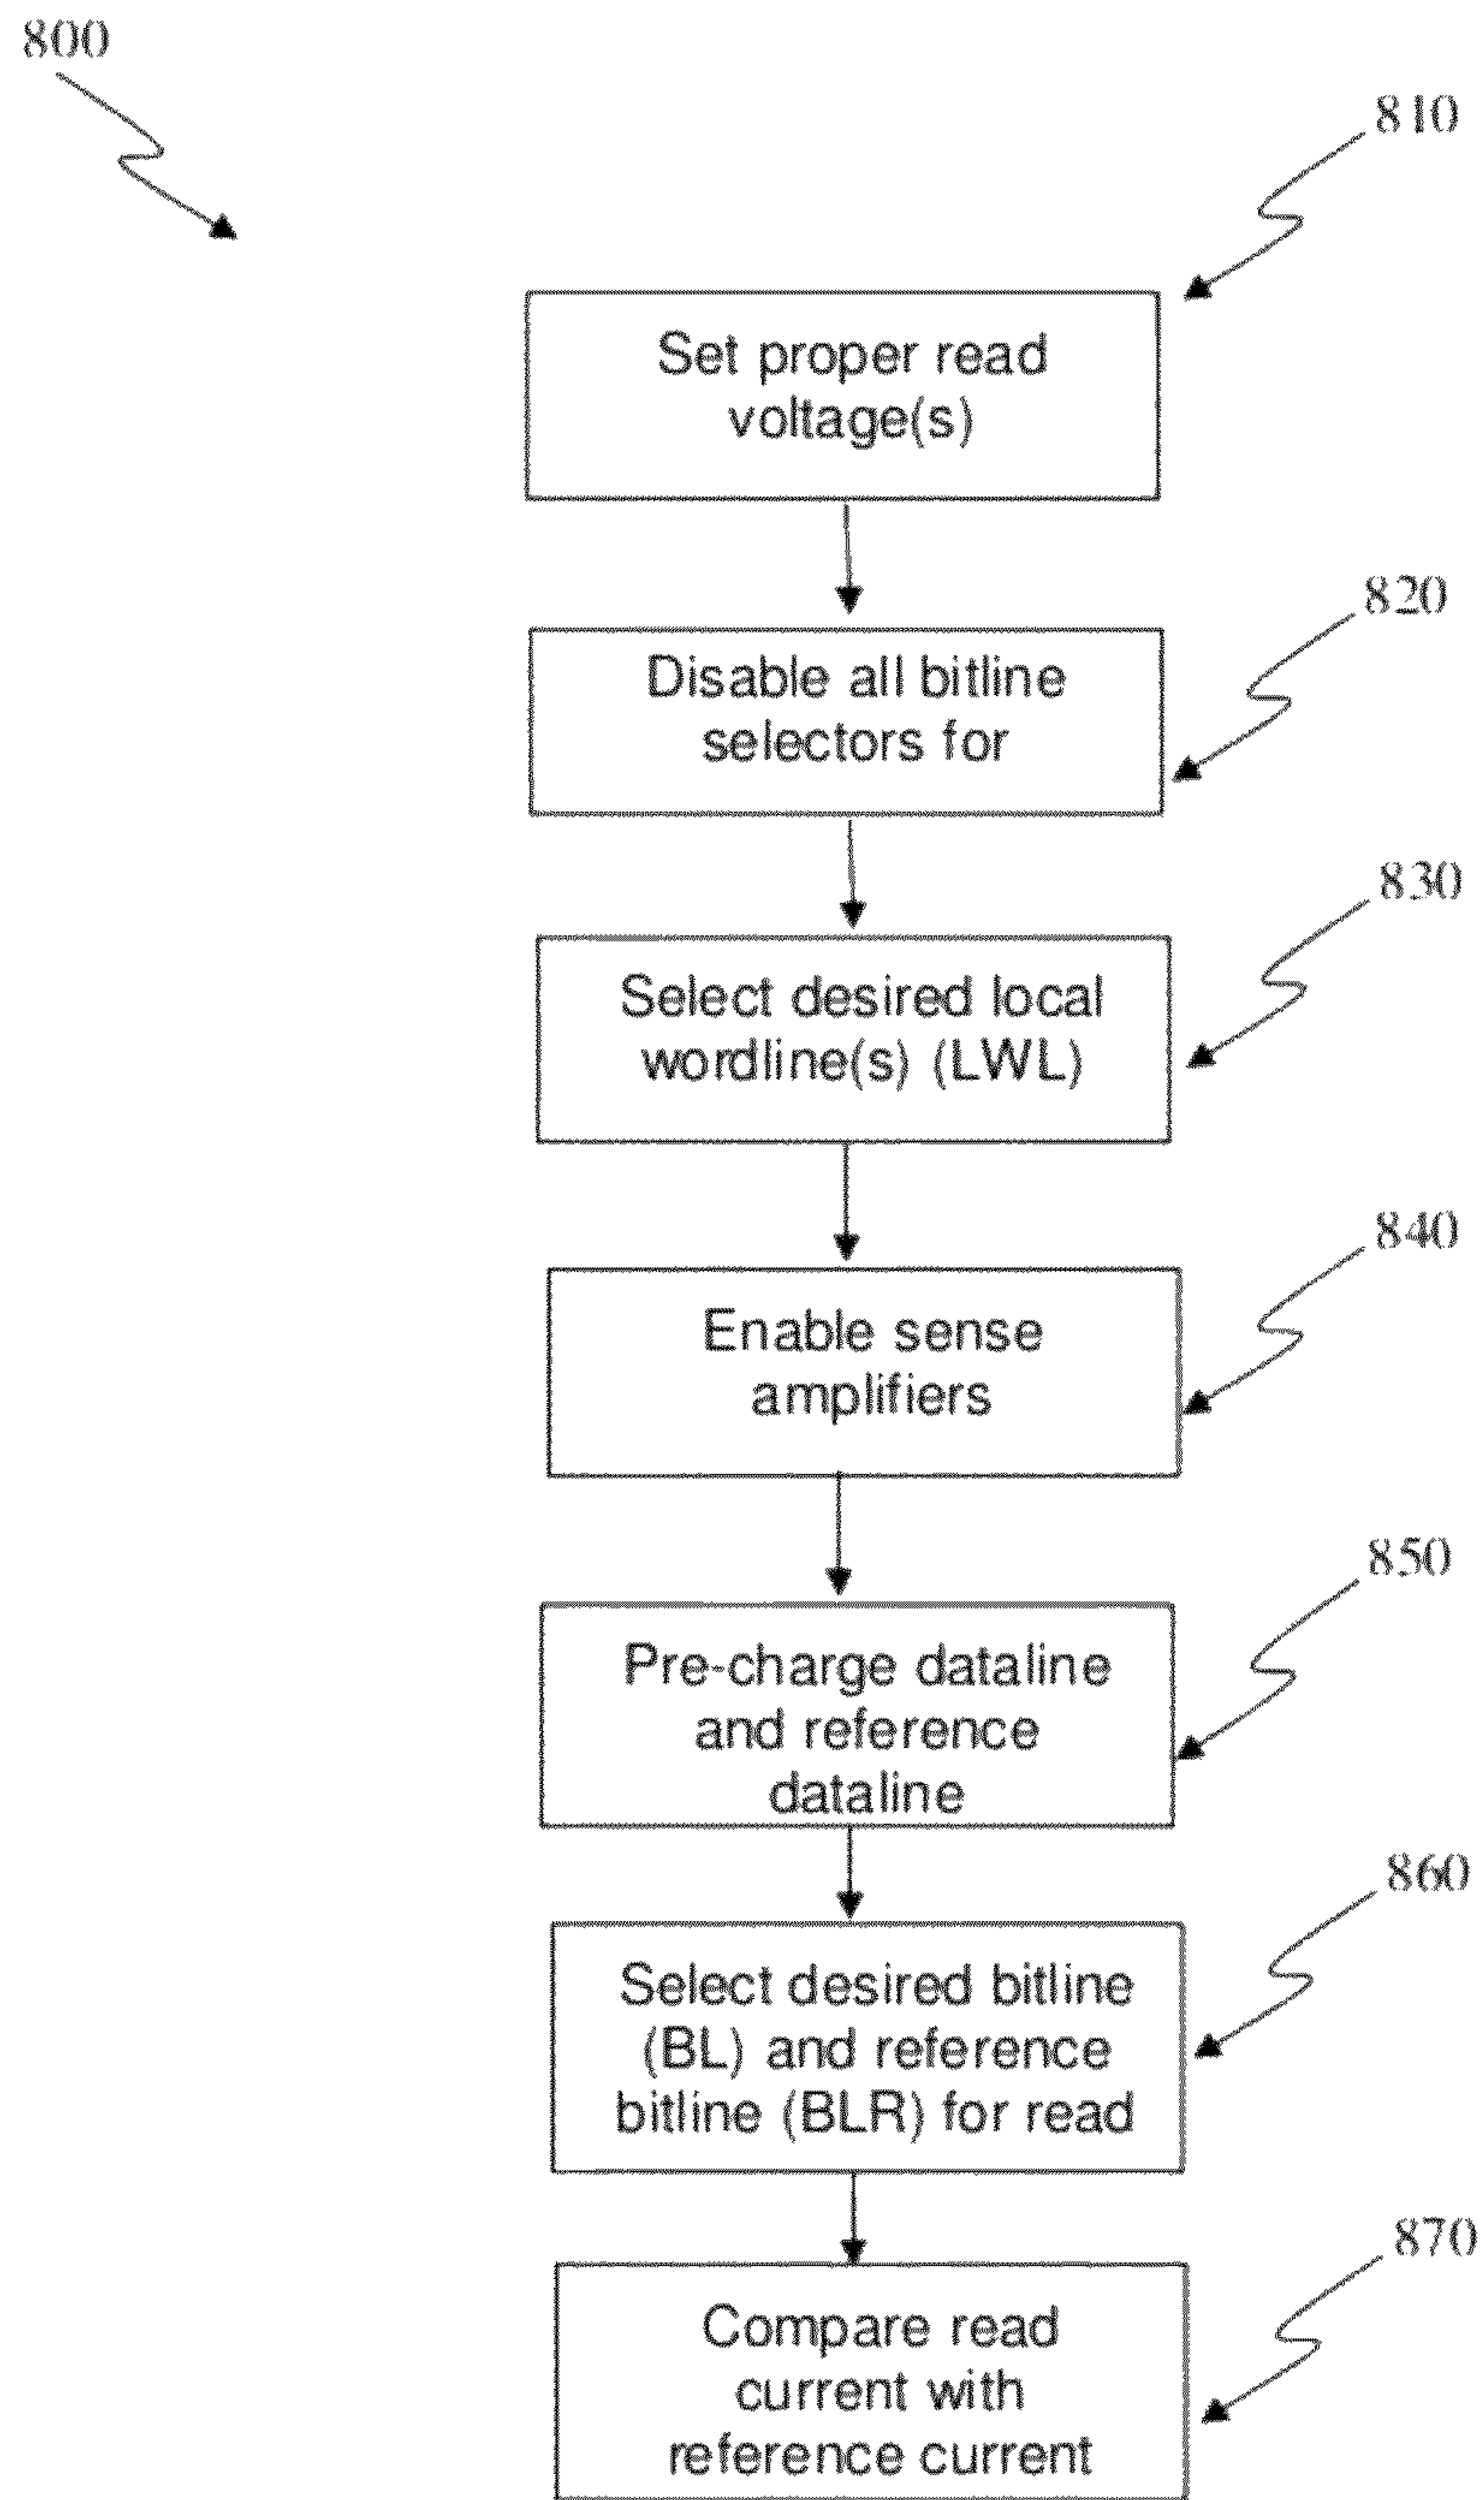 800
810
Set proper read
voltage(s)
820
Disable all bitline
selectors for
830
Select desired local
wordline(s) (LWL)
840
Enable sense
amplifiers
850
Pre-charge dataline
and reference
dataline
860
Select desired bitline
(BL) and reference
bitline (BLR) for read
870
Compare read
current with
reference current